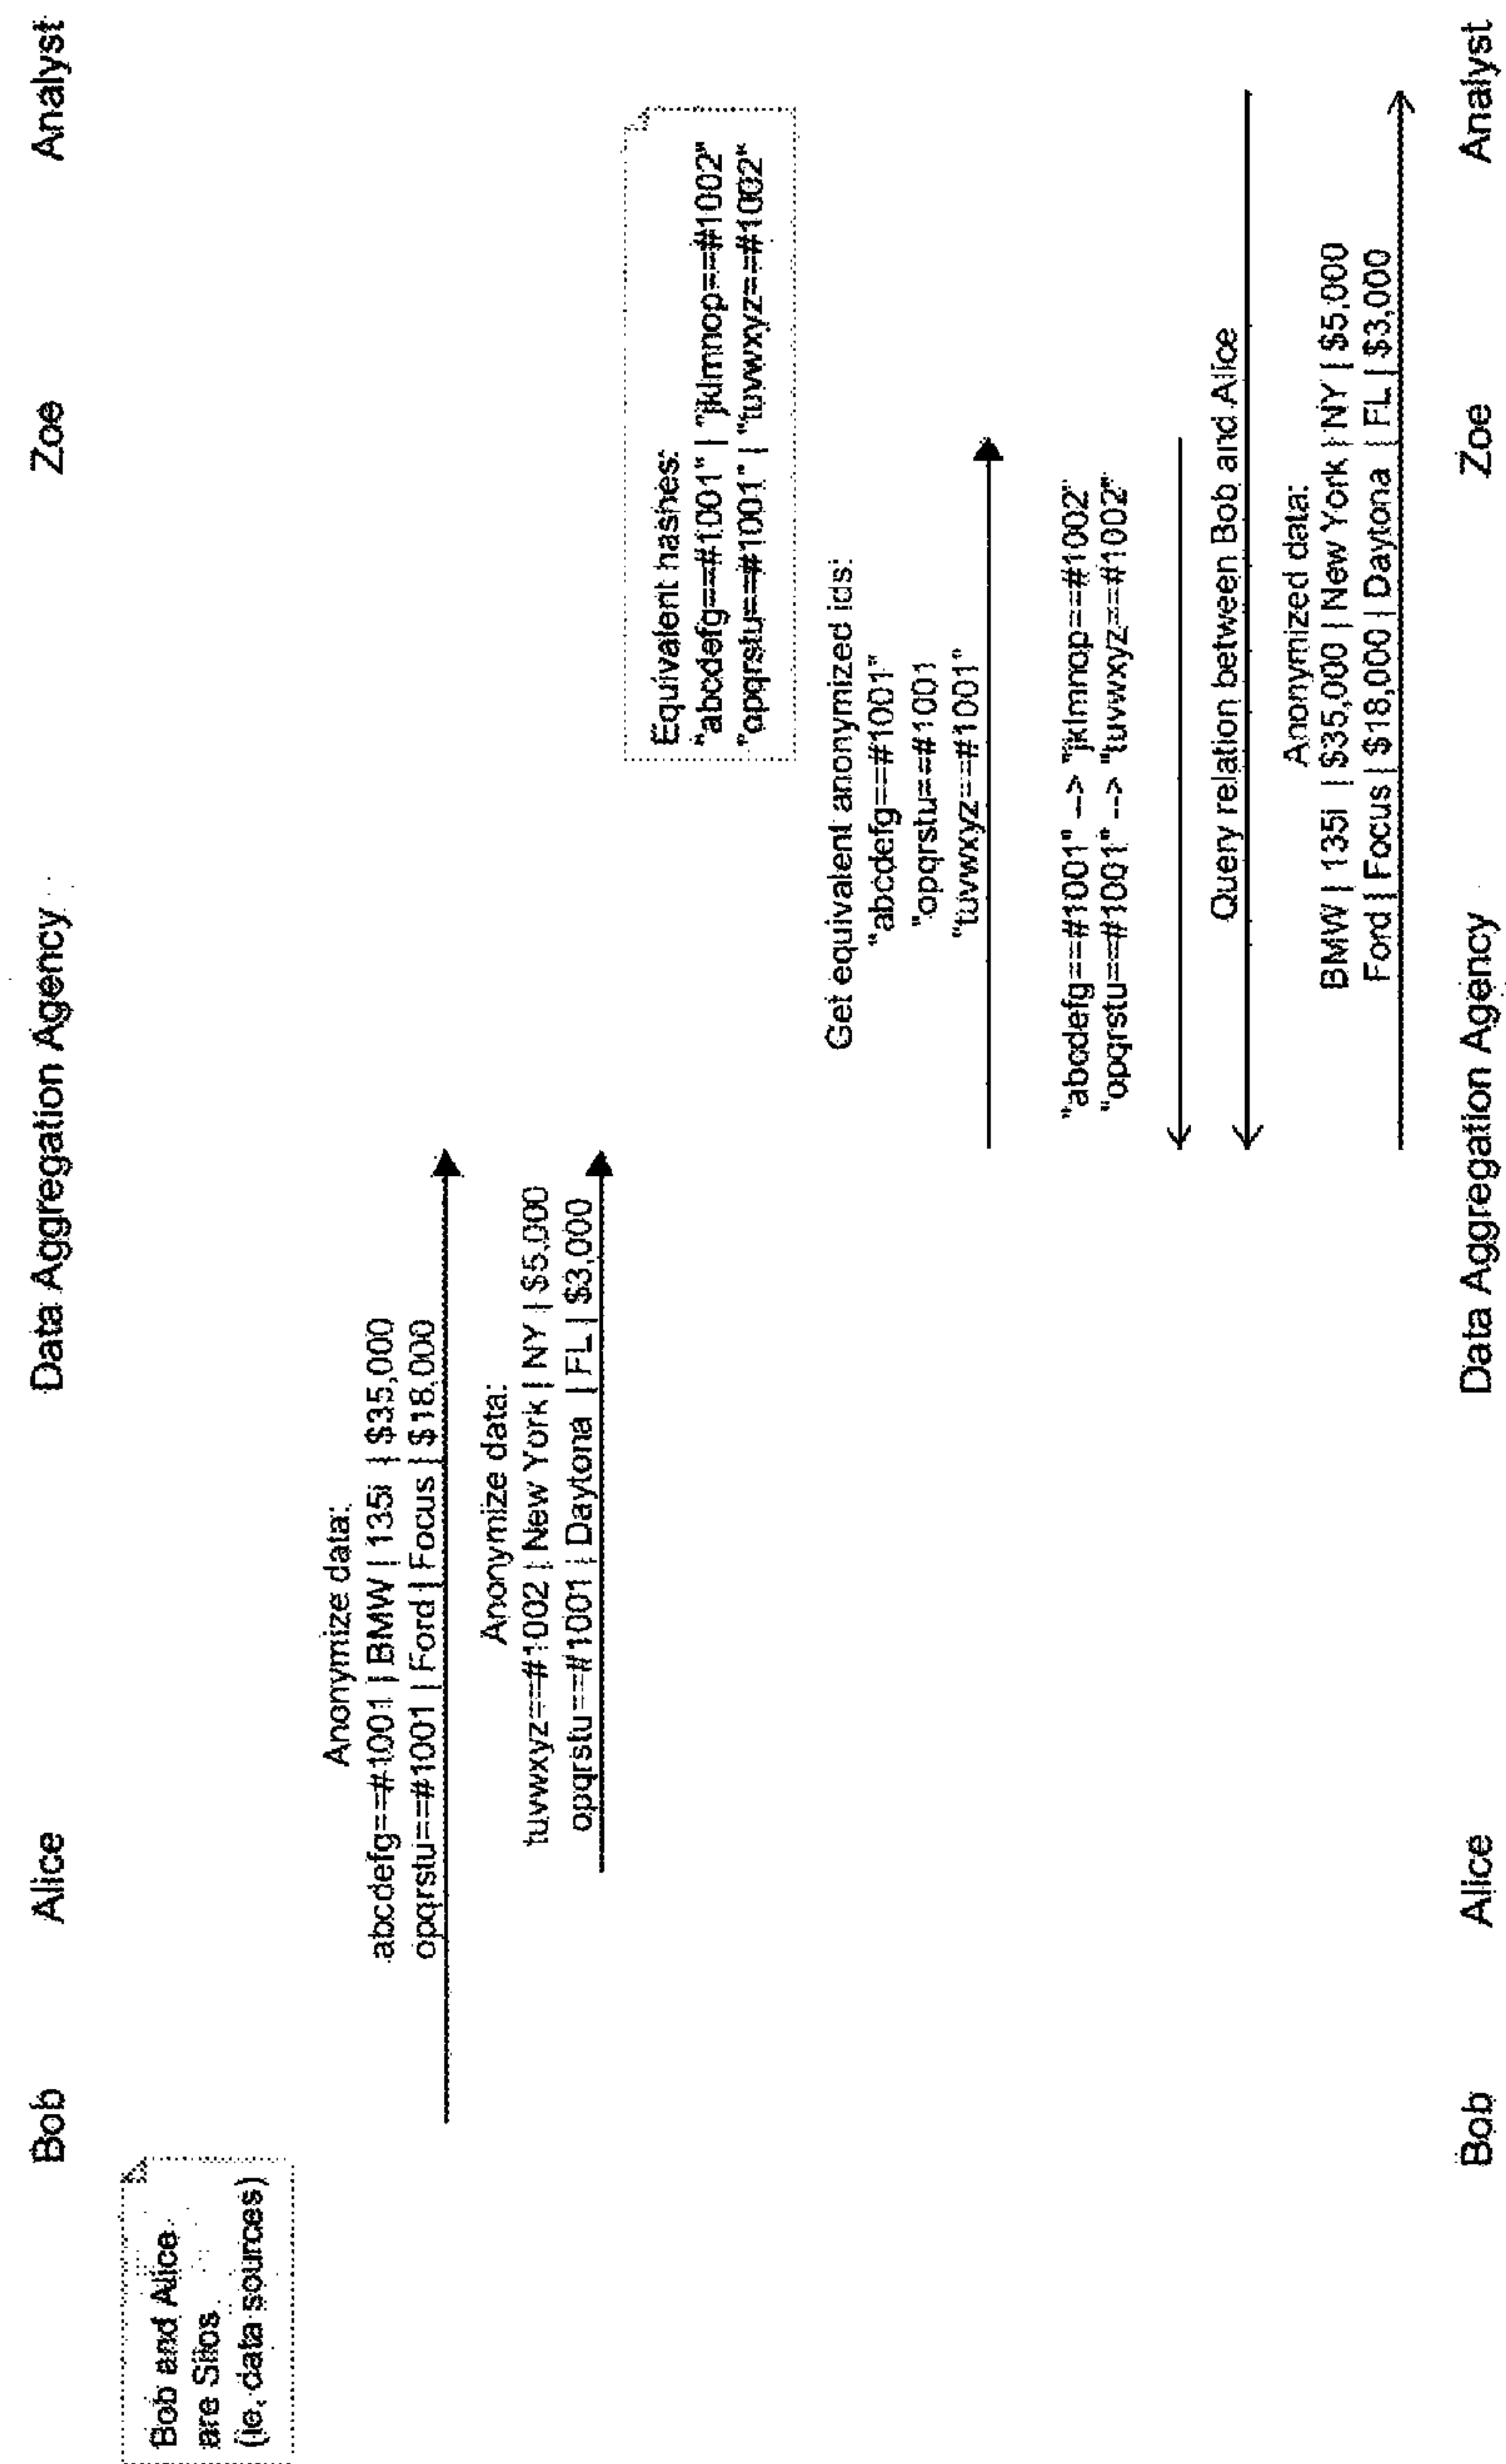 Bob Alice Data Aggregation Agency Zoe Analyst
Bob and Alice
are Silos
(ie. data sources)
Anonymize data:
abcdefg==#1001 | BMW | 135i | $35,000
opqrstu==#1001 | Ford | Focus | $18,000
Anonymize data:
tuvwxyz==#1002 | New York | NY | $5,000
opqrstu==#1001 | Daytona | FL | $3,000
Equivalent hashes:
"abcdefg==#1001" | "jklmnop==#1002"
"opqrstu==#1001" | "tuvwxyz==#1002"
Get equivalent anonymized ids:
"abcdefg==#1001"
"opqrstu==#1001
"tuvwxyz==#1001"
"abcdefg==#1001" --> "jklmnop==#1002"
"opqrstu==#1001" --> "tuvwxyz==#1002"
Query relation between Bob and Alice
Anonymized data:
BMW | 135i | $35,000 | New York | NY | $5,000
Ford | Focus | $18,000 | Daytona | FL | $3,000
Bob Alice Data Aggregation Agency Zoe Analyst